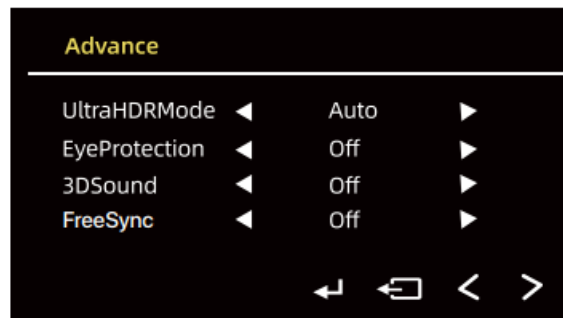 Advance
UltraHDRMode Auto
EyeProtection Off
3DSound Off
FreeSync Off